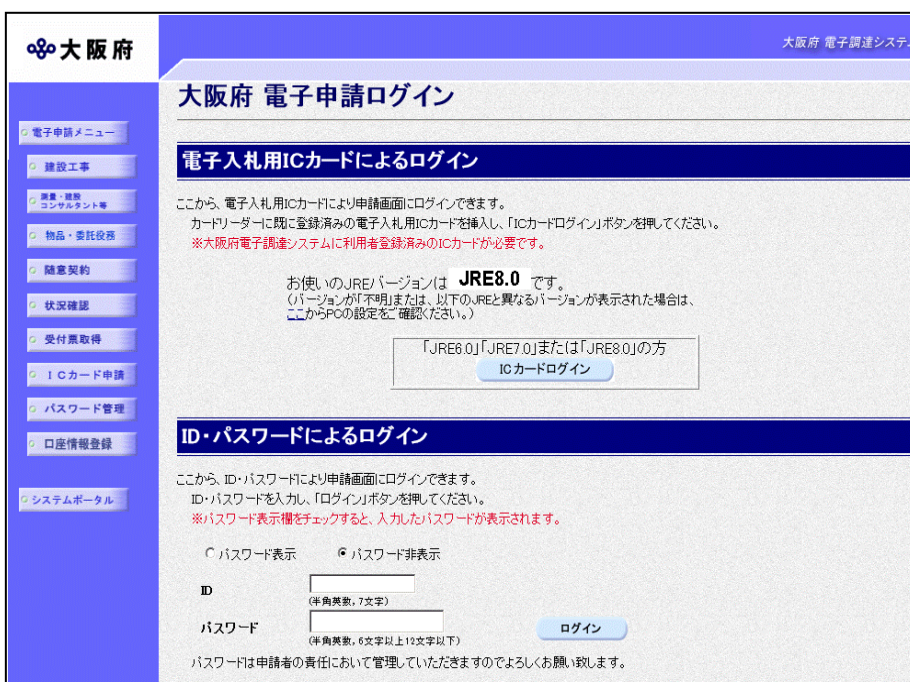 大阪府
大阪府 電子調達システ
大阪府 電子申請ログイン
電子申請メニュー
建設工事
測量・建設
コンサルタント等
物品・委託役務
随意契約
状況確認
受付票取得
ICカード申請
パスワード管理
口座情報登録
システムポータル
電子入札用ICカードによるログイン
ここから、電子入札用ICカードにより申請画面にログインできます。
カードリーダーに既に登録済みの電子入札用ICカードを挿入し、「ICカードログイン」ボタンを押してください。
※大阪府電子調達システムに利用者登録済みのICカードが必要です。
お使いのJREバージョンは JRE8.0 です。
(バージョンが「不明」または、以下のJREと異なるバージョンが表示された場合は、
ここからPCの設定をご確認ください。)
「JRE6.0」「JRE7.0」または「JRE8.0」の方
ICカードログイン
ID・パスワードによるログイン
ここから、ID・パスワードにより申請画面にログインできます。
ID・パスワードを入力し、「ログイン」ボタンを押してください。
※パスワード表示欄をチェックすると、入力したパスワードが表示されます。
パスワード表示 パスワード非表示
ID
(半角英数,7文字)
パスワード
(半角英数,6文字以上12文字以下)
ログイン
パスワードは申請者の責任において管理していただきますのでよろしくお願い致します。